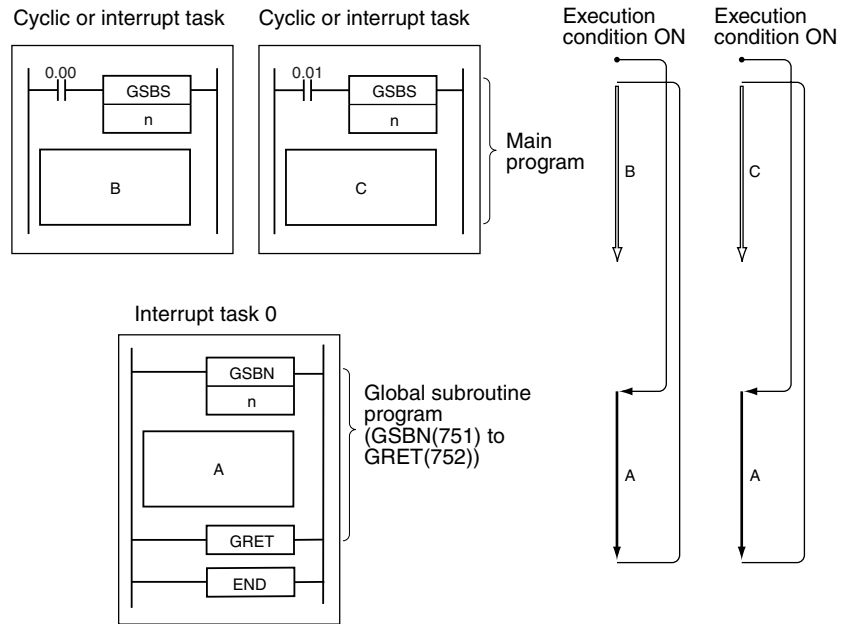 Cyclic or interrupt task
0.00
GSBS
n
B
Cyclic or interrupt task
0.01
GSBS
n
C
Main
program
Execution
condition ON
B
A
Execution
condition ON
C
A
Interrupt task 0
GSBN
n
A
GRET
END
Global subroutine
program
(GSBN(751) to
GRET(752))